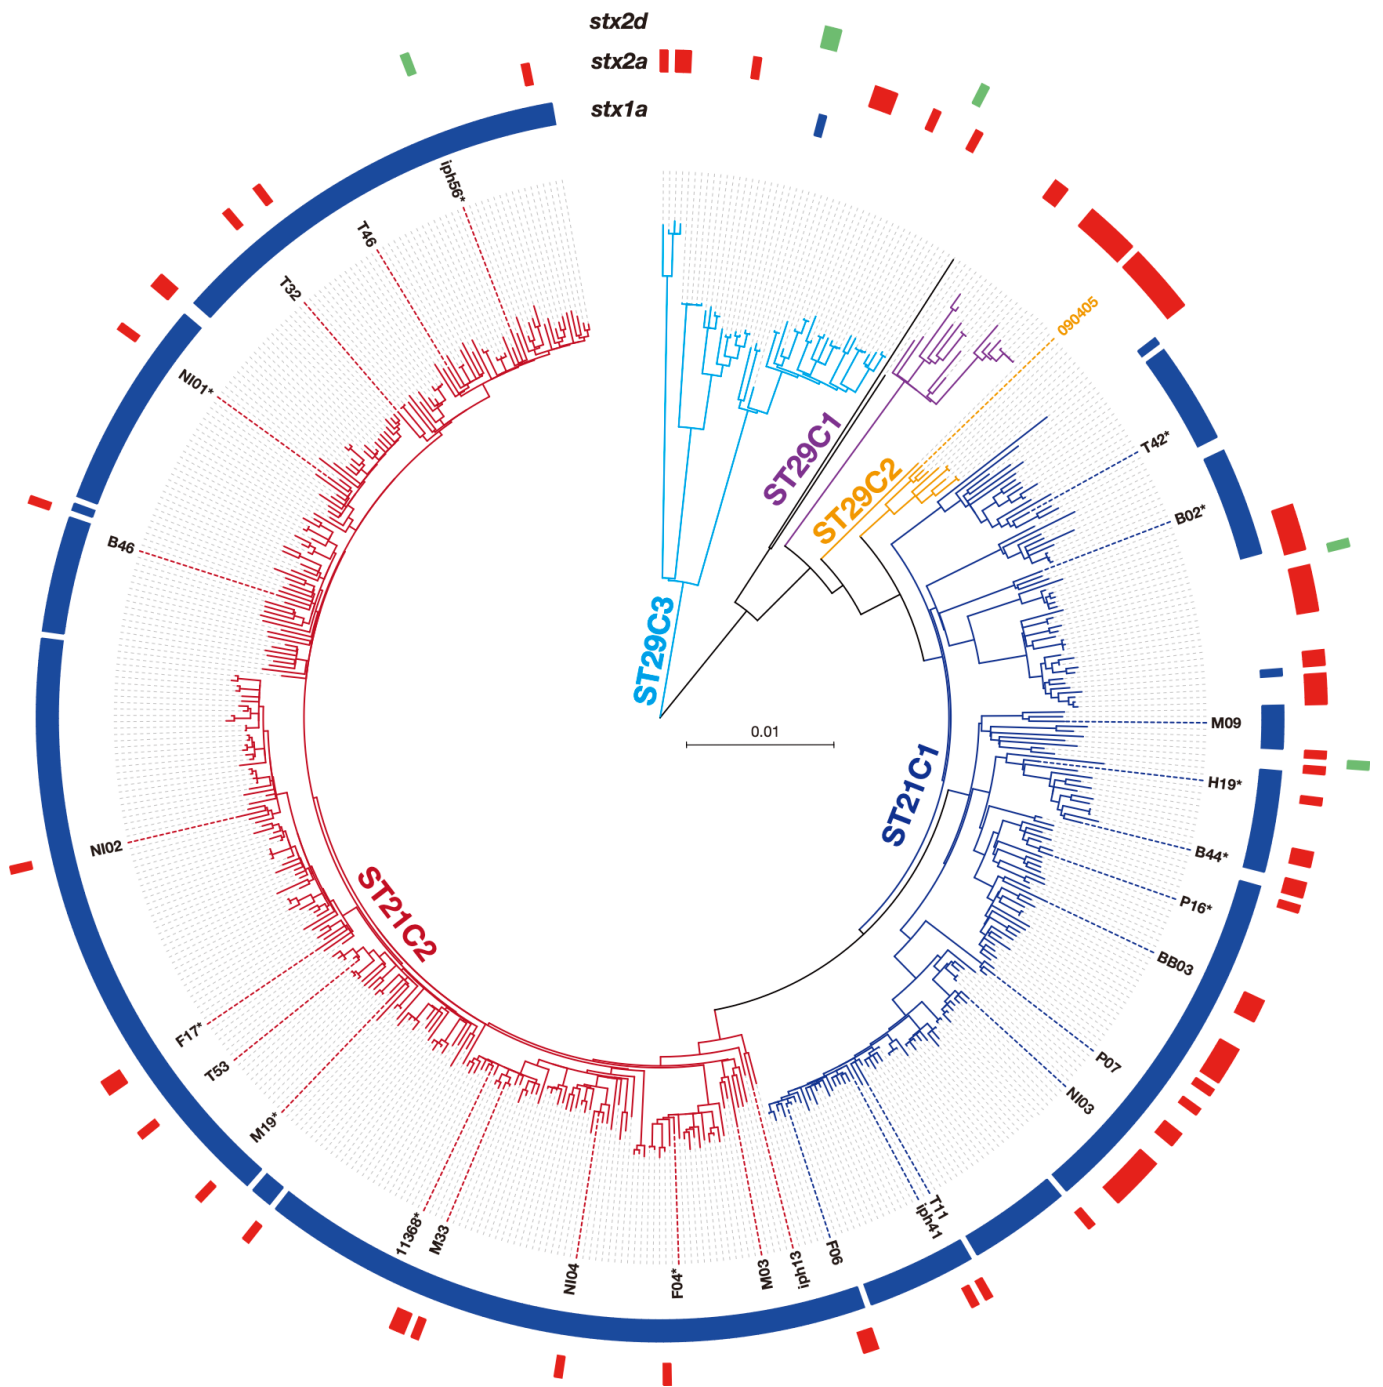 stx2d
stx2a
stx1a
iph56*
T46
T32
NI01*
B46
NI02
F17*
T53
M19*
11368*
M33
NI04
F04*
M03
iph13
F06
iph41
T11
NI03
P07
BB03
P16*
B44*
H19*
M09
B02*
T42*
090405
ST29C1
ST29C2
ST29C3
0.01
ST21C1
ST21C2